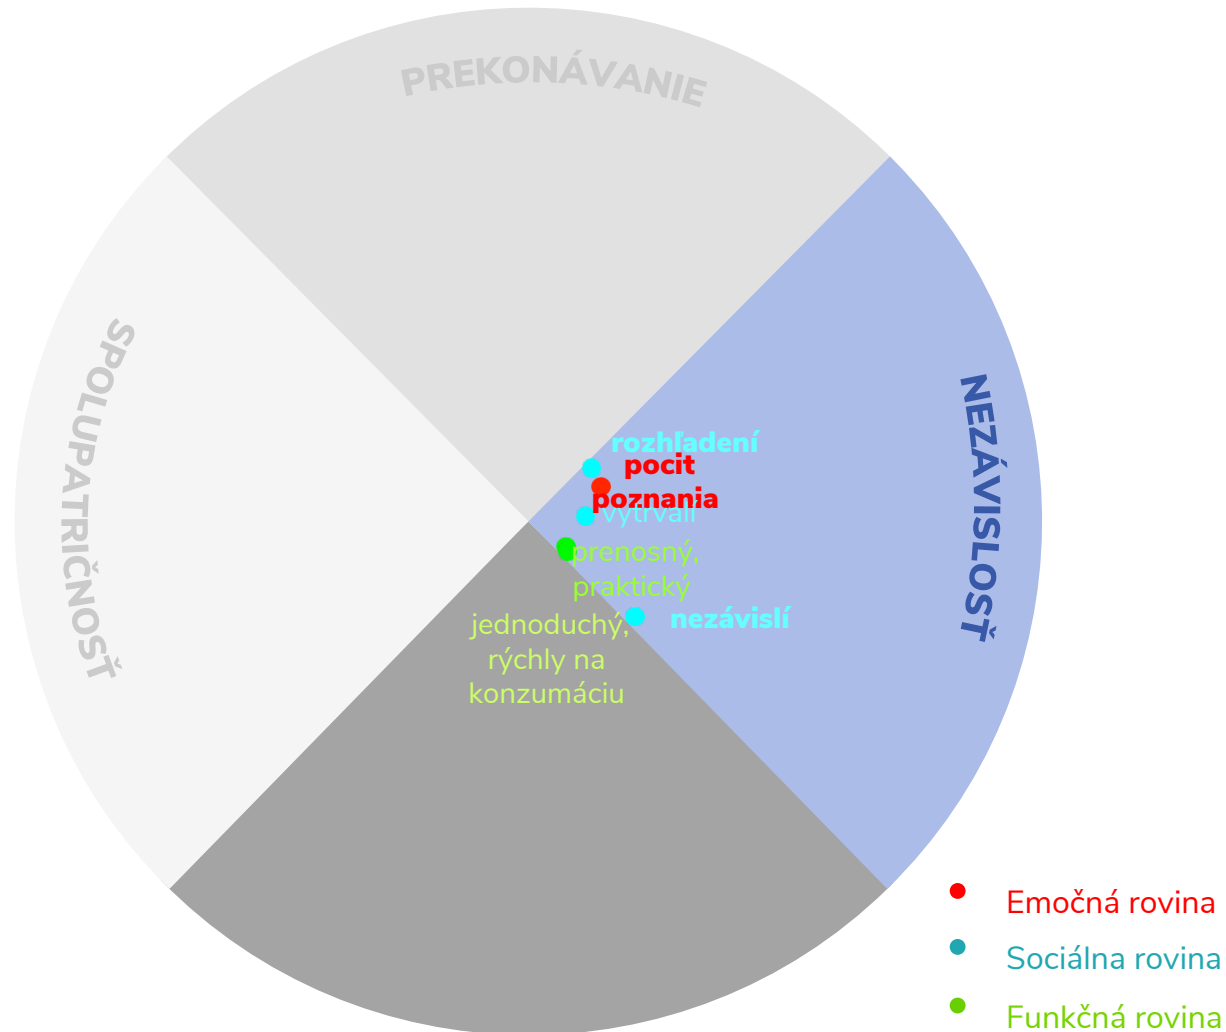 PREKONÁVANIE
SPOLUPATRIČNOSŤ
NEZÁVISLOSŤ
rozhľadení
pocit
poznania
vytrvalí
prenosný,
praktický
nezávislí
jednoduchý,
rýchly na
konzumáciu
Emočná rovina
Sociálna rovina
Funkčná rovina